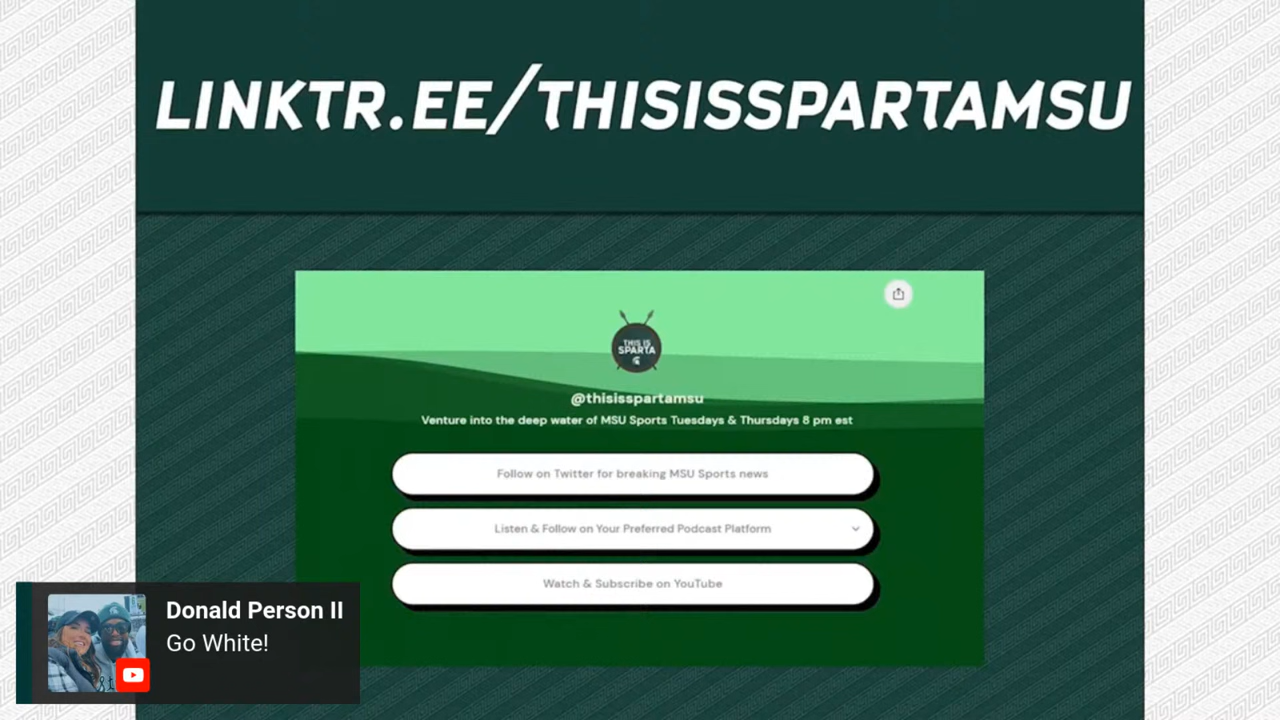 LINKTR.EE/THISISSPARTAMSU
THIS IS
SPARTA
@thisisspartamsu
Venture into the deep water of MSU Sports Tuesdays & Thursdays 8 pm est
Follow on Twitter for breaking MSU Sports news
Listen & Follow on Your Preferred Podcast Platform
Watch & Subscribe on YouTube
Donald Person II
Go White!